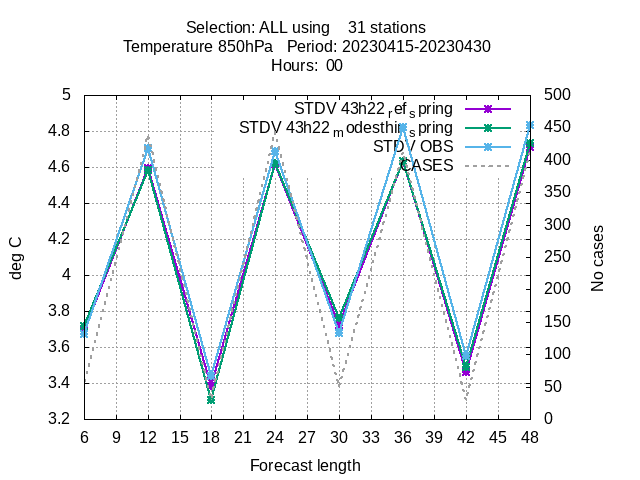 Selection: ALL using 31 stations
Temperature 850hPa Period: 20230415-20230430
Hours: 00
STDV 43h22 ref spring
STDV 43h22 modesthin spring
STDV OBS
CASES
deg C
No cases
5
4.8
4.6
4.4
4.2
4
3.8
3.6
3.4
3.2
500
450
400
350
300
250
200
150
100
50
0
6 9 12 15 18 21 24 27 30 33 36 39 42 45 48
Forecast length